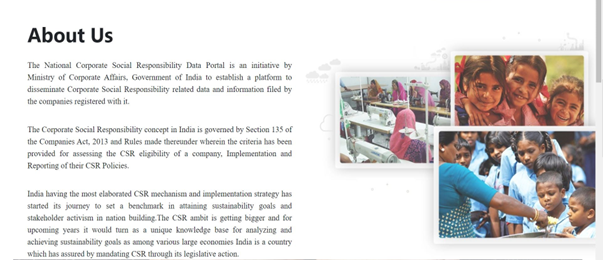 About Us
The National Corporate Social Responsibility Data Portal is an initiative by
Ministry of Corporate Affairs, Government of India to establish a platform to
disseminate Corporate Social Responsibility related data and information filed by
the companies registered with it.
The Corporate Social Responsibility concept in India is governed by Section 135 of
the Companies Act, 2013 and Rules made thereunder wherein the criteria has been
provided for assessing the CSR eligibility of a company, Implementation and
Reporting of their CSR Policies.
India having the most elaborated CSR mechanism and implementation strategy has
started its journey to set a benchmark in attaining sustainability goals and
stakeholder activism in nation building.The CSR ambit is getting bigger and for
upcoming years it would turn as a unique knowledge base for analyzing and
achieving sustainability goals as among various large economies India is a country
which has assured by mandating CSR through its legislative action.